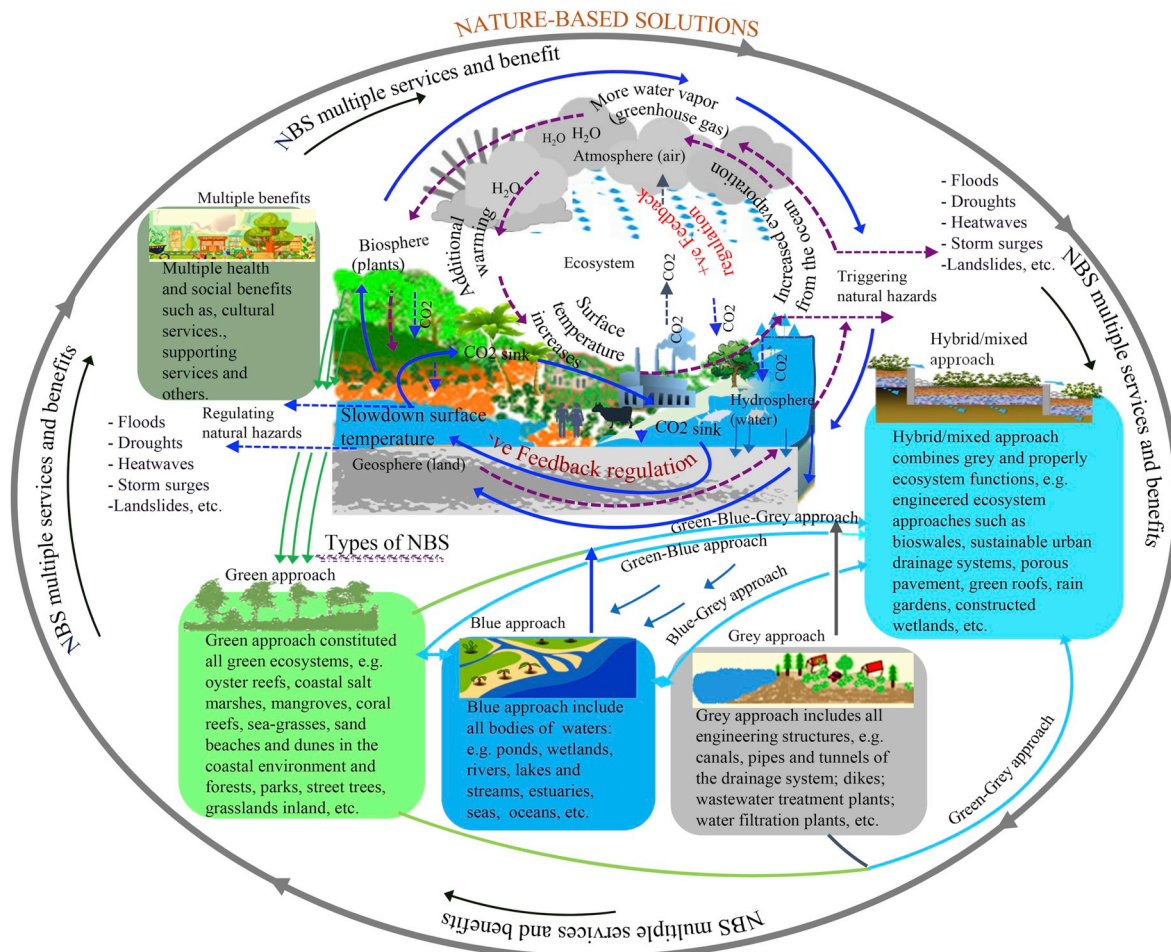 NATURE-BASED SOLUTIONS
NBS multiple services and benefit
More water vapor
(greenhouse gas)
H₂O
H₂O
Atmosphere (air)
H₂O
Multiple benefits
Multiple health
and social benefits
such as, cultural
services.,
supporting
services and
others.
Biosphere
(plants)
Additional
warming
Ecosystem
+ve Feedback
regulation
Increased evaporation
from the ocean
- Floods
- Droughts
- Heatwaves
- Storm surges
-Landslides, etc.
Triggering
natural hazards
NBS multiple services and benefits
CO2
CO2
CO2
CO2
CO2
Surface
temperature
increases
CO2 sink
Hydrosphere
(water)
CO2 sink
Slowdown surface
temperature
-ve Feedback regulation
Geosphere (land)
Regulating
natural hazards
- Floods
- Droughts
- Heatwaves
- Storm surges
-Landslides, etc.
NBS multiple services and benefits
Hybrid/mixed
approach
Hybrid/mixed approach
combines grey and properly
ecosystem functions, e.g.
engineered ecosystem
approaches such as
bioswales, sustainable urban
drainage systems, porous
pavement, green roofs, rain
gardens, constructed
wetlands, etc.
Types of NBS
Green-Blue-Grey approach
Green-Blue approach
Blue-Grey approach
Green-Grey approach
Green approach
Green approach constituted
all green ecosystems, e.g.
oyster reefs, coastal salt
marshes, mangroves, coral
reefs, sea-grasses, sand
beaches and dunes in the
coastal environment and
forests, parks, street trees,
grasslands inland, etc.
Blue approach
Blue approach include
all bodies of waters:
e.g. ponds, wetlands,
rivers, lakes and
streams, estuaries,
seas, oceans, etc.
Grey approach
Grey approach includes all
engineering structures, e.g.
canals, pipes and tunnels
of the drainage system; dikes;
wastewater treatment plants;
water filtration plants, etc.
NBS multiple services
and benefits